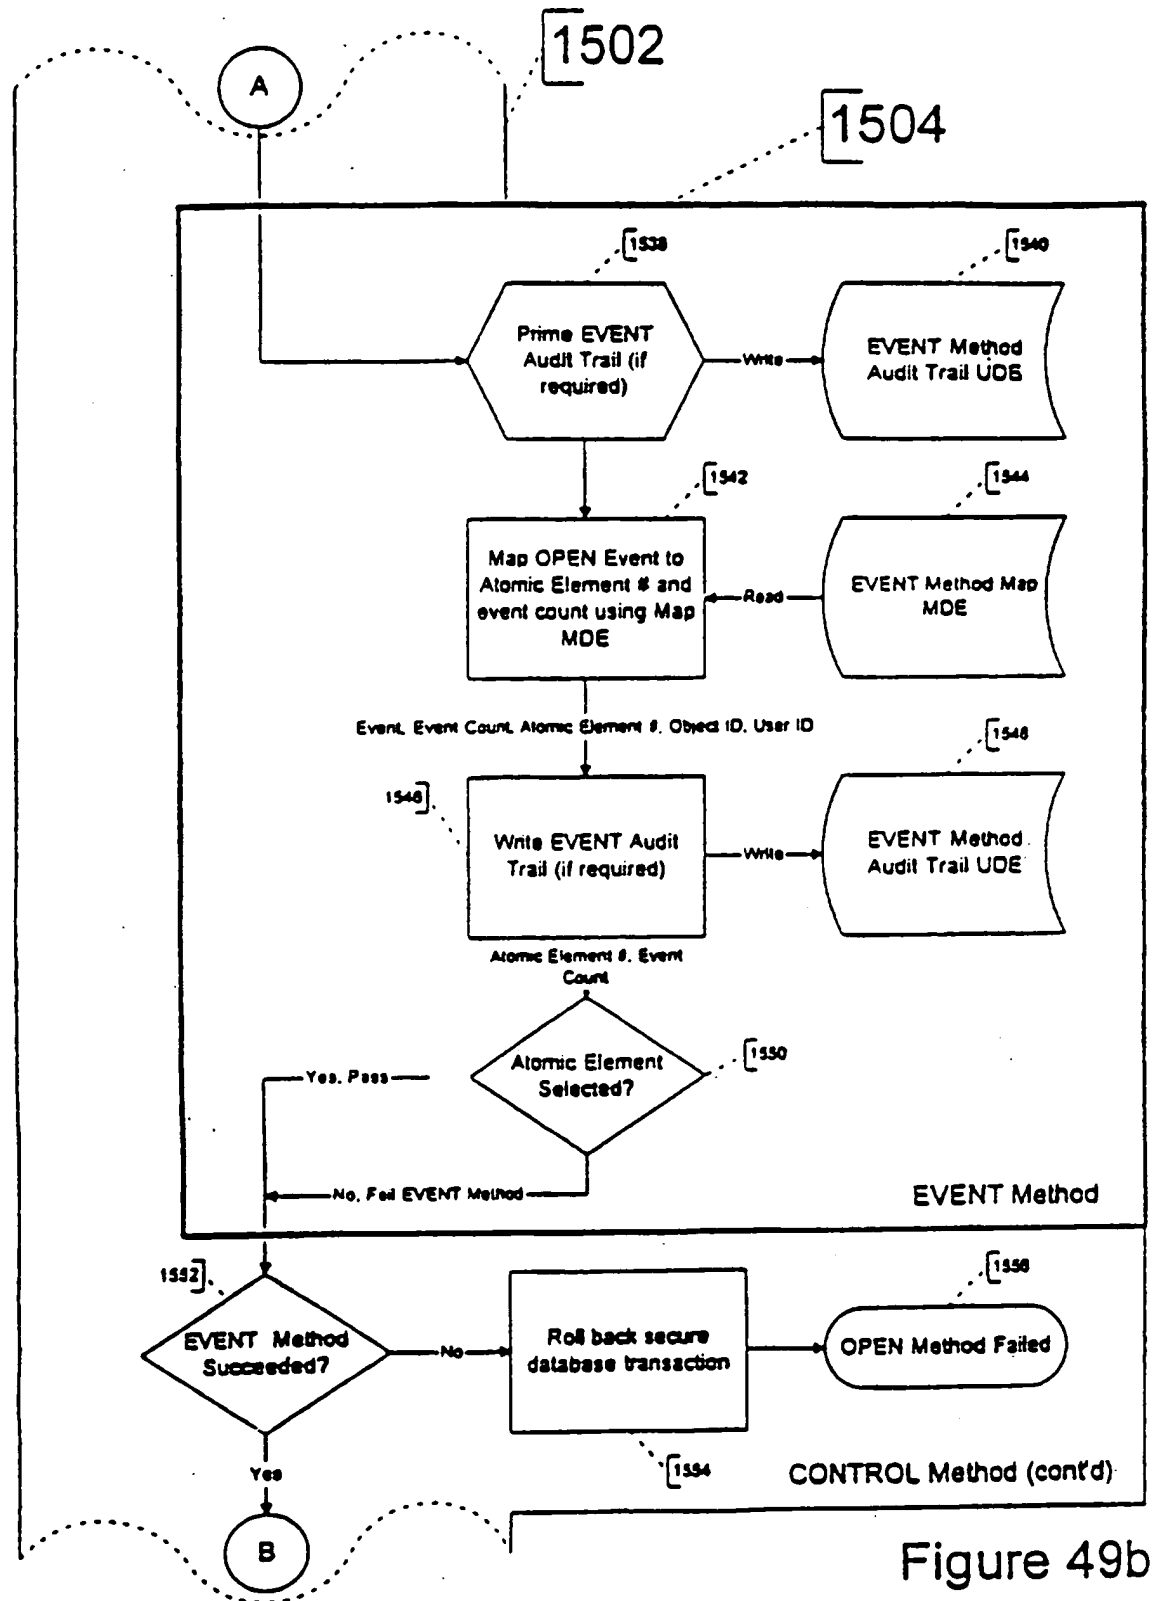 1502
A
1504
1538
1540
Prime EVENT
Audit Trail (if
required)
Write
EVENT Method
Audit Trail UDE
1542
1544
Map OPEN Event to
Atomic Element # and
event count using Map
MDE
Read
EVENT Method Map
MDE
Event, Event Count, Atomic Element #, Object ID, User ID
1546
1548
Write EVENT Audit
Trail (if required)
Write
EVENT Method
Audit Trail UDE
Atomic Element #, Event
Count
1550
Atomic Element
Selected?
Yes, Pass
No, Fail EVENT Method
EVENT Method
1552
1556
EVENT Method
Succeeded?
No
Roll back secure
database transaction
OPEN Method Failed
Yes
1554
CONTROL Method (cont'd)
B
Figure 49b